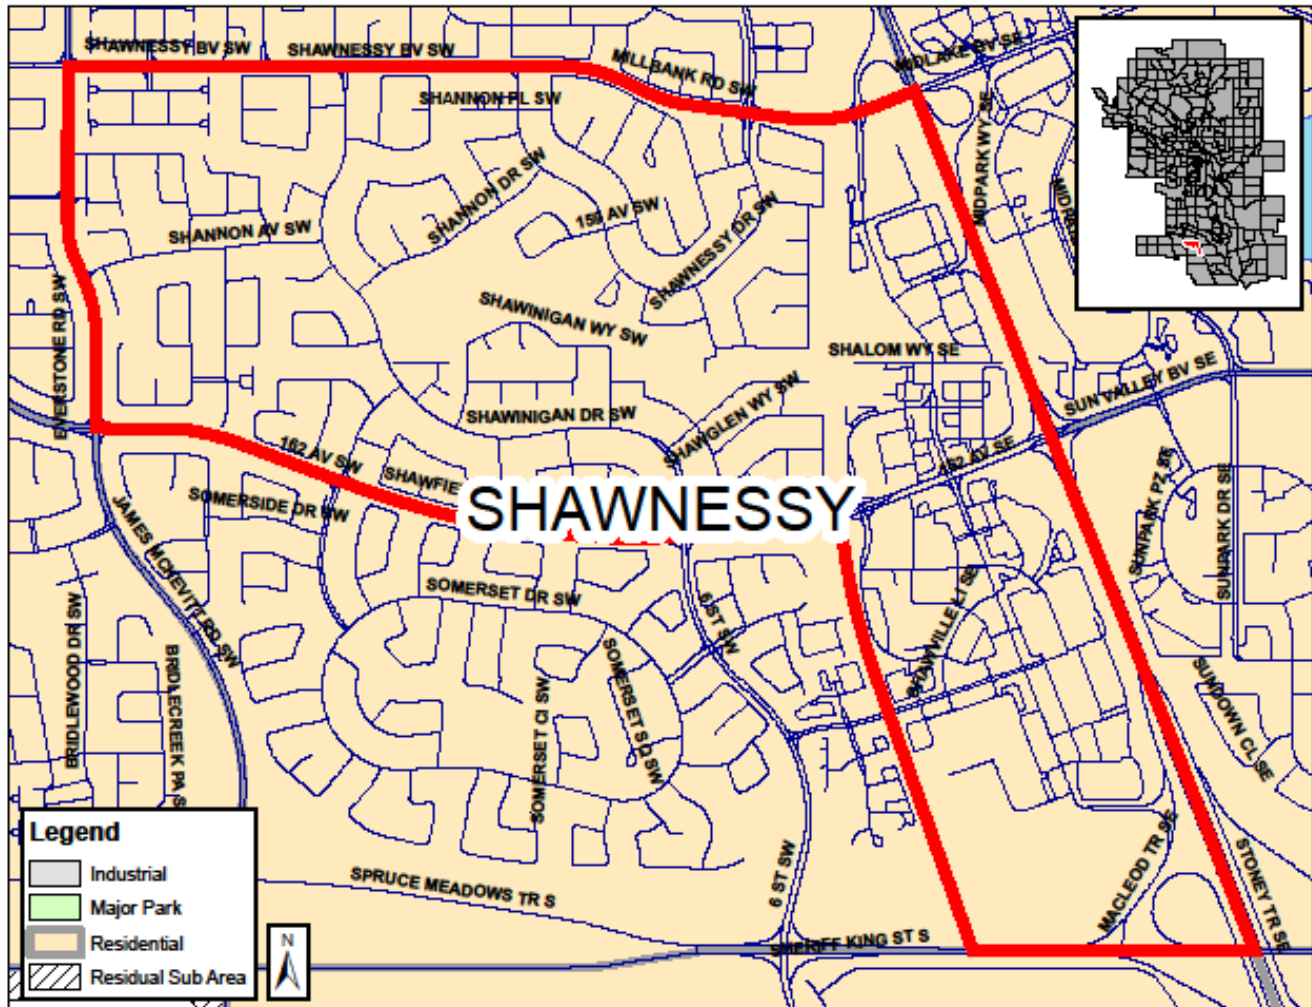 SHAWNESSY BV SW
SHAWNESSY BV SW
MILLBANK RD SW
MIDLAKE BV SE
SHANNON PL SW
MIDPARK WY SE
SHANNON DR SW
159 AV SW
SHANNON AV SW
SHAWNESSY DR SW
EVERSTONE RD SW
SHAWINIGAN WY SW
SHALOM WY SE
SUN VALLEY BV SE
SHAWINIGAN DR SW
SHAWGLEN WY SW
162 AV SW
162 AV SE
SHAWFIE
SOMERSIDE DR SW
SHAWNESSY
SUNPARK PZ SE
SUNPARK DR SE
JAMES MCKEVITT RD SW
SOMERSET DR SW
6 ST SW
SHAWVILLE LI SE
BRIDLEWOOD DR SW
BRIDLECREEK PA S
SOMERSET CI SW
SOMERSET SQ SW
SUNDOWN CL SE
SPRUCE MEADOWS TR S
6 ST SW
MACLEOD TR SE
STONEY TR SE
SHERIFF KING ST S
Legend
Industrial
Major Park
Residential
Residual Sub Area
N